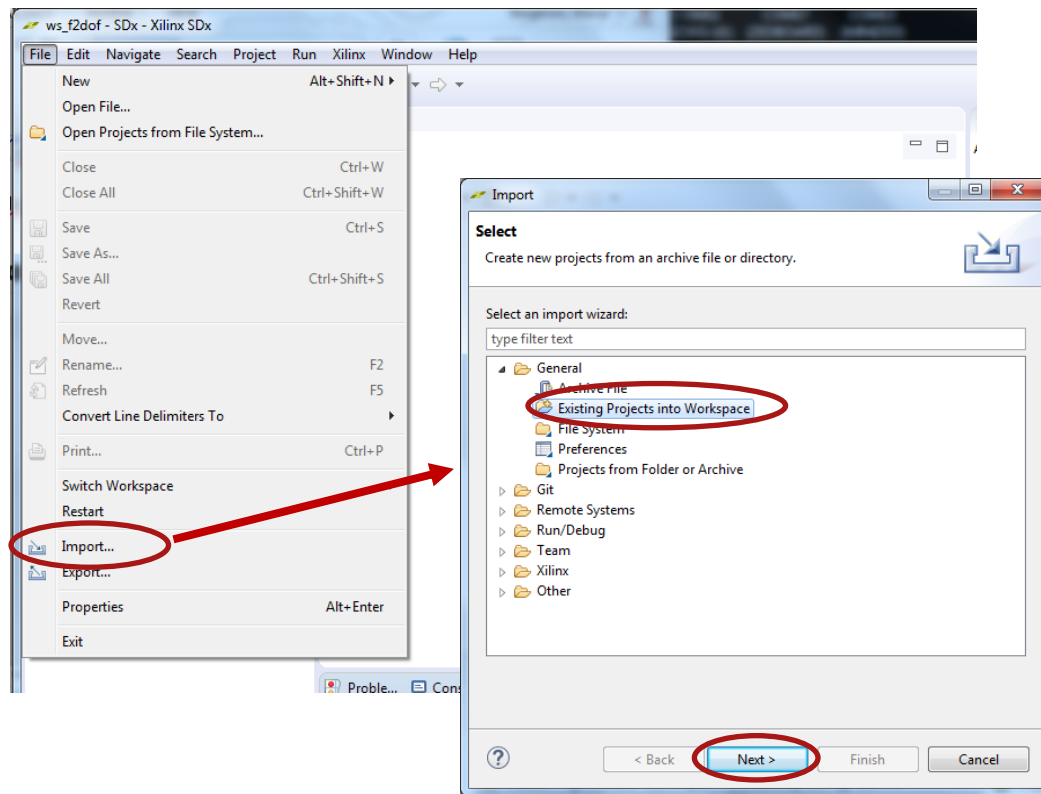 ws_f2dof - SDx - Xilinx SDx
File Edit Navigate Search Project Run Xilinx Window Help
New Alt+Shift+N
Open File...
Open Projects from File System...
Close Ctrl+W
Close All Ctrl+Shift+W
Save Ctrl+S
Save As...
Save All Ctrl+Shift+S
Revert
Move...
Rename... F2
Refresh F5
Convert Line Delimiters To
Print... Ctrl+P
Switch Workspace
Restart
Import...
Export...
Properties Alt+Enter
Exit
Proble... Cons
Import
Select
Create new projects from an archive file or directory.
Select an import wizard:
type filter text
General
Archive File
Existing Projects into Workspace
File System
Preferences
Projects from Folder or Archive
Git
Remote Systems
Run/Debug
Team
Xilinx
Other
< Back Next > Finish Cancel